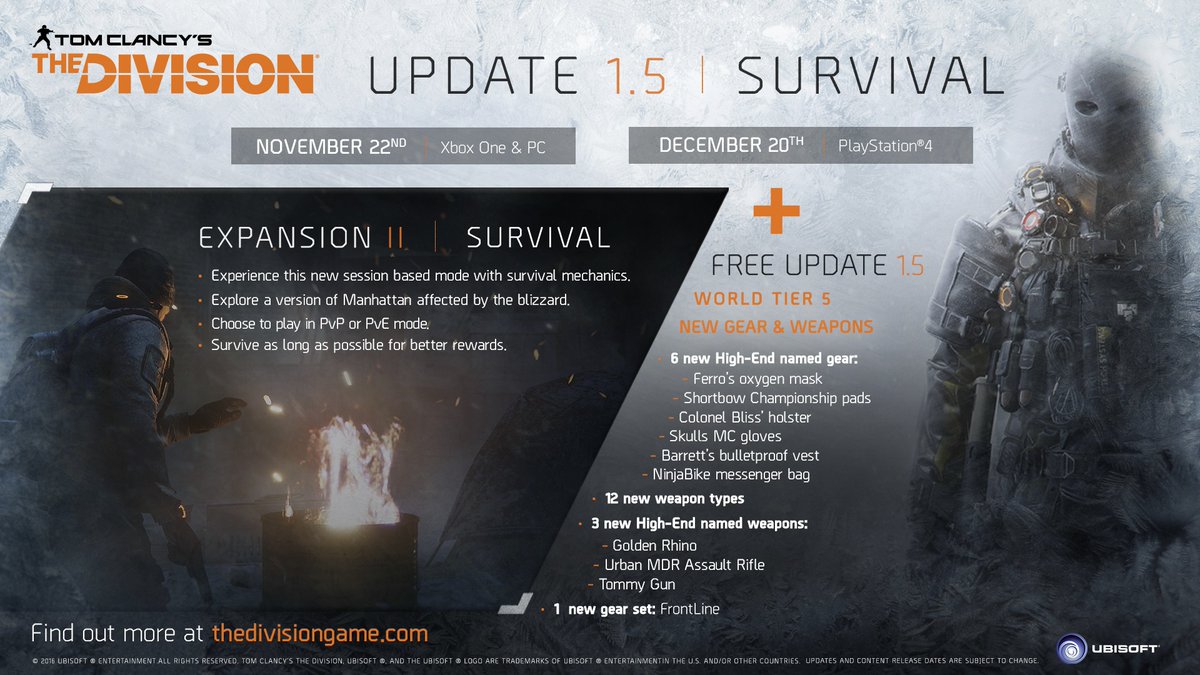 TOM CLANCY'S
THE DIVISION®
UPDATE 1.5 | SURVIVAL
NOVEMBER 22ND | Xbox One & PC
DECEMBER 20TH | PlayStation®4
EXPANSION II | SURVIVAL
• Experience this new session based mode with survival mechanics.
• Explore a version of Manhattan affected by the blizzard.
• Choose to play in PvP or PvE mode.
• Survive as long as possible for better rewards.
+
FREE UPDATE 1.5
WORLD TIER 5
NEW GEAR & WEAPONS
• 6 new High-End named gear:
- Ferro's oxygen mask
- Shortbow Championship pads
- Colonel Bliss' holster
- Skulls MC gloves
- Barrett's bulletproof vest
- NinjaBike messenger bag
• 12 new weapon types
• 3 new High-End named weapons:
- Golden Rhino
- Urban MDR Assault Rifle
- Tommy Gun
• 1 new gear set: FrontLine
Find out more at thedivisiongame.com
© 2016 UBISOFT ® ENTERTAINMENT.ALL RIGHTS RESERVED. TOM CLANCY'S THE DIVISION, UBISOFT ®, AND THE UBISOFT ® LOGO ARE TRADEMARKS OF UBISOFT ® ENTERTAINMENTIN THE U.S. AND/OR OTHER COUNTRIES. UPDATES AND CONTENT RELEASE DATES ARE SUBJECT TO CHANGE.
UBISOFT